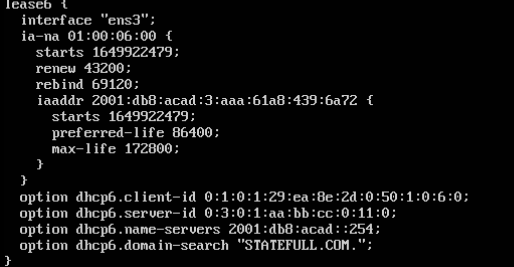 lease6 {
  interface "ens3";
  ia-na 01:00:06:00 {
    starts 1649922479;
    renew 43200;
    rebind 69120;
    iaaddr 2001:db8:acad:3:aaa:61a8:439:6a72 {
      starts 1649922479;
      preferred-life 86400;
      max-life 172800;
    }
  }
  option dhcp6.client-id 0:1:0:1:29:ea:8e:2d:0:50:1:0:6:0;
  option dhcp6.server-id 0:3:0:1:aa:bb:cc:0:11:0;
  option dhcp6.name-servers 2001:db8:acad::254;
  option dhcp6.domain-search "STATEFULL.COM.";
}